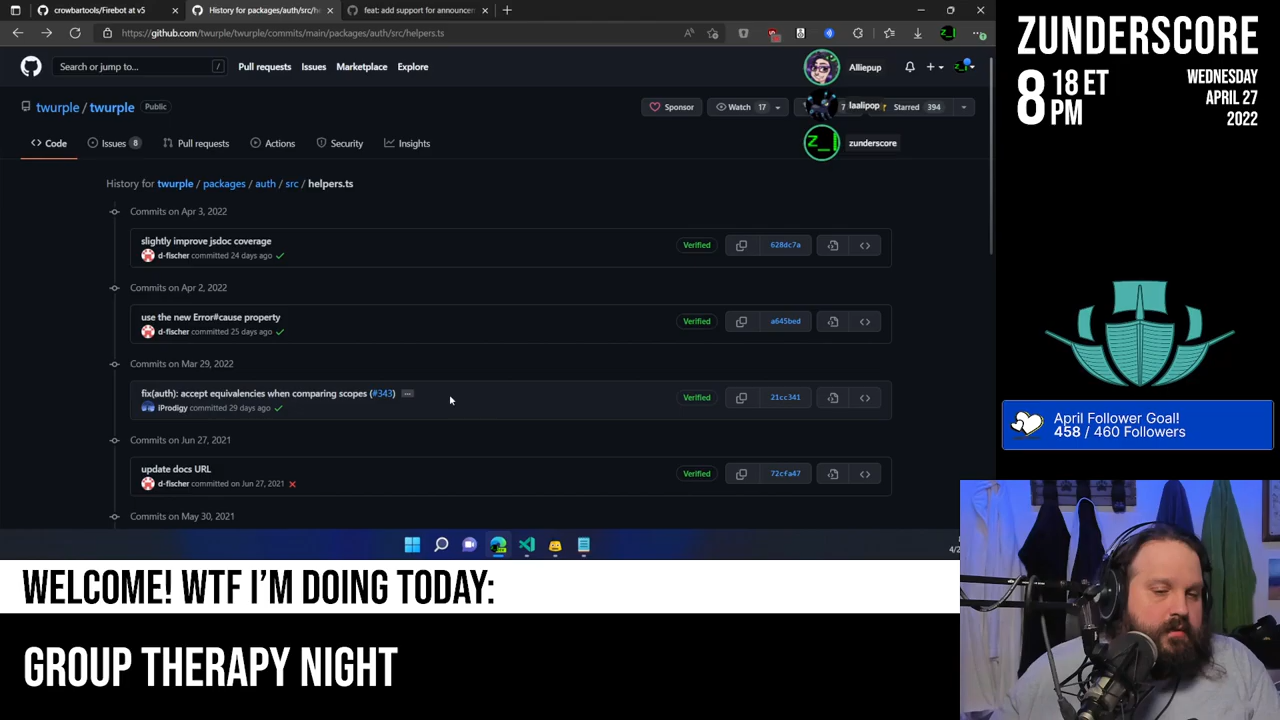 crowbartools/Firebot at v5
History for packages/auth/src/he
feat: add support for announcem
https://github.com/twurple/twurple/commits/main/packages/auth/src/helpers.ts
Search or jump to...
/
Pull requests
Issues
Marketplace
Explore
Alliepup
twurple / twurple
Public
Sponsor
Watch 17
7
laalipop
Starred 394
Code
Issu
8
Pull requests
Actions
Security
Insights
zunderscore
History for twurple / packages / auth / src / helpers.ts
Commits on Apr 3, 2022
slightly improve jsdoc coverage
d-fischer committed 24 days ago
Verified
628dc7a
Commits on Apr 2, 2022
use the new Error#cause property
d-fischer committed 25 days ago
Verified
a645bed
Commits on Mar 29, 2022
fix(auth): accept equivalencies when comparing scopes (#343)
iProdigy committed 29 days ago
Verified
21cc341
Commits on Jun 27, 2021
update docs URL
d-fischer committed on Jun 27, 2021
Verified
72cfa47
Commits on May 30, 2021
4/2
ZUNDERSCORE
8 18 ET
PM
WEDNESDAY
APRIL 27
2022
April Follower Goal!
458 / 460 Followers
WELCOME! WTF I'M DOING TODAY:
GROUP THERAPY NIGHT